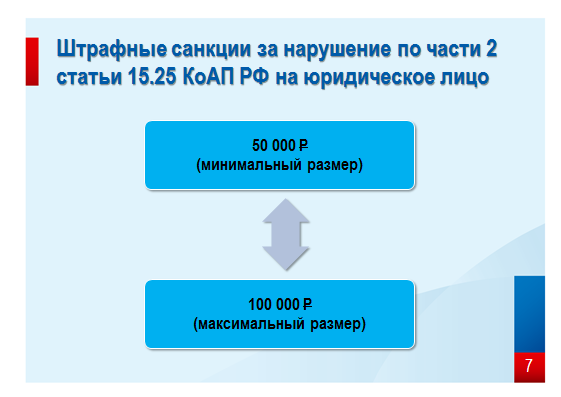 Штрафные санкции за нарушение по части 2
статьи 15.25 КоАП РФ на юридическое лицо
50 000 ₽
(минимальный размер)
100 000 ₽
(максимальный размер)
7